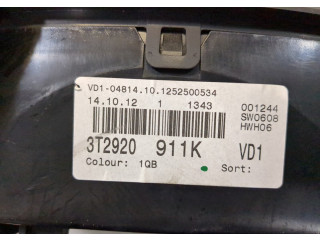 VD1-04814.10.1252500534
14.10.12 1 1343 001244
SW0608
HWH06
3T2920 911K VD1
Colour: 1QB Sort: